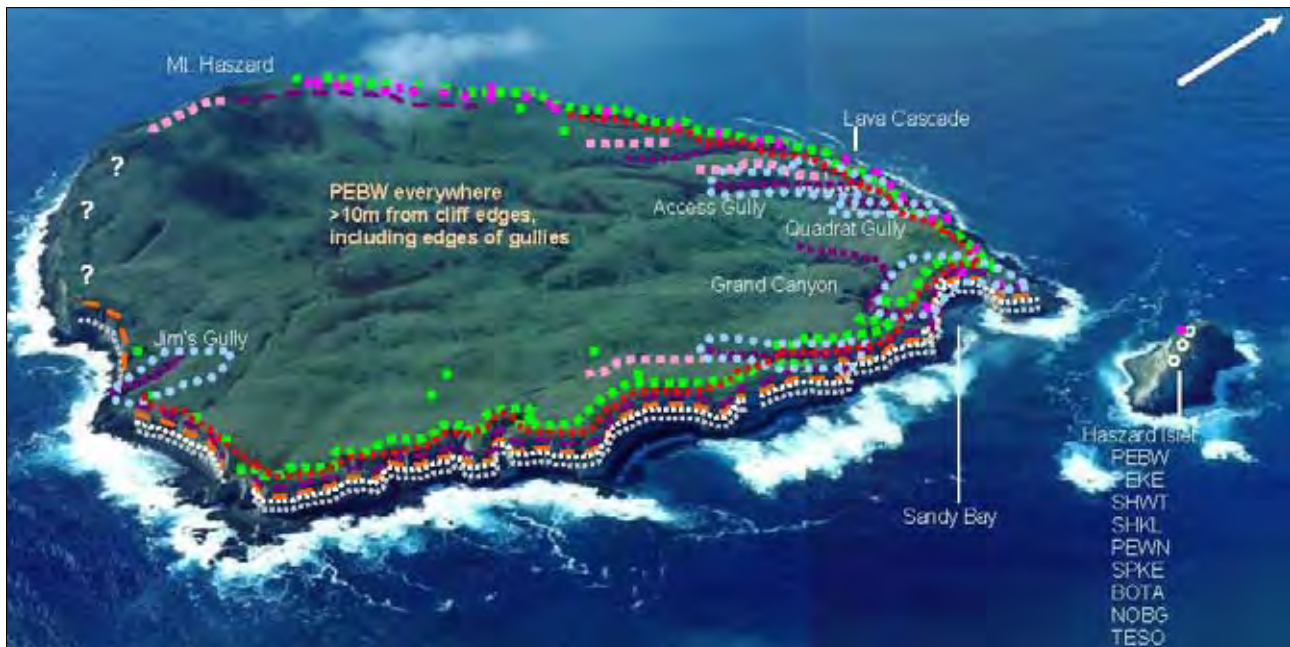 Mt. Haszard
Lava Cascade
?
PEBW everywhere
>10m from cliff edges,
including edges of gullies
Access Gully
?
Quadrat Gully
?
Grand Canyon
Jim's Gully
Haszard Islet
PEBW
PEKE
SHWT
SHKL
PEWN
SPKE
BOTA
NOBG
TESO
Sandy Bay